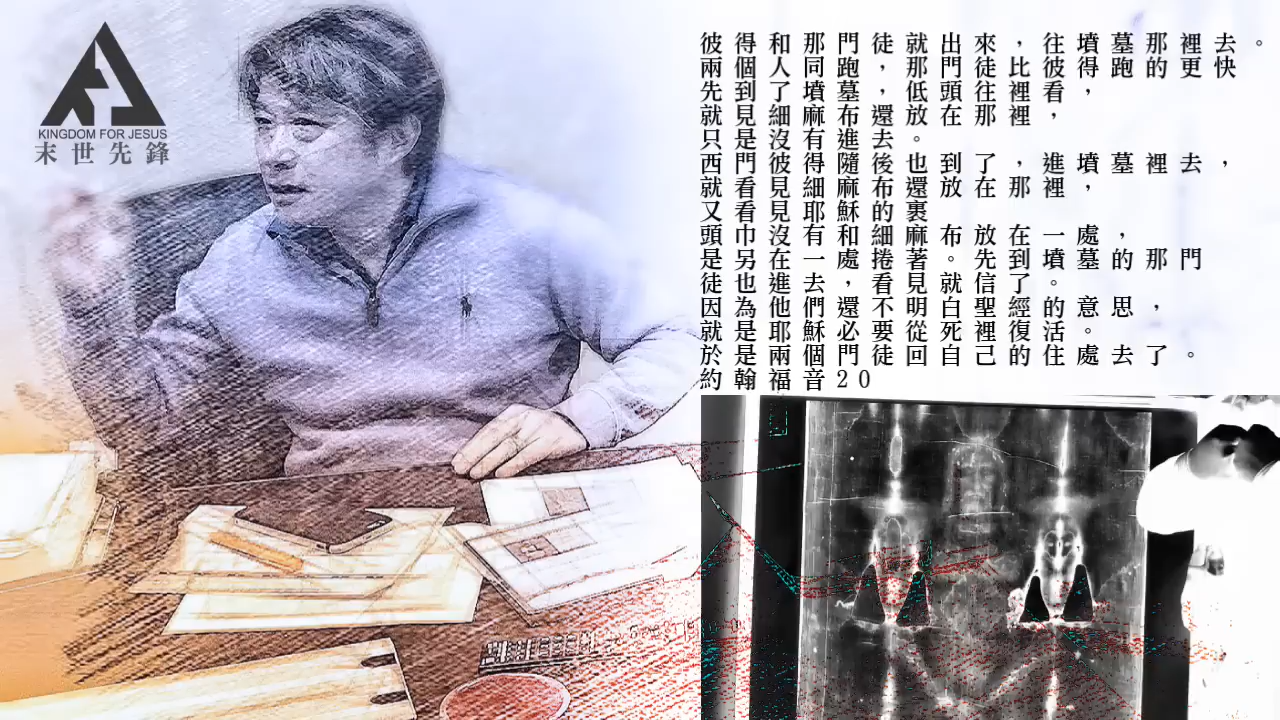 KINGDOM FOR JESUS
末世先鋒
彼得和那門徒就出來，往墳墓那裡去。
兩個人同跑，那門徒比彼得跑的更快
先到了墳墓，低頭往裡看，
就見細麻布還放在那裡，
只是沒有進去。
西門彼得隨後也到了，進墳墓裡去，
就看見細麻布還放在那裡，
又看見耶穌的裹
頭巾沒有和細麻布放在一處，
是另在一處捲著。先到墳墓的那門
徒也進去，看見就信了。
因為他們還不明白聖經的意思，
就是耶穌必要從死裡復活。
於是兩個門徒回自己的住處去了。
約翰福音20